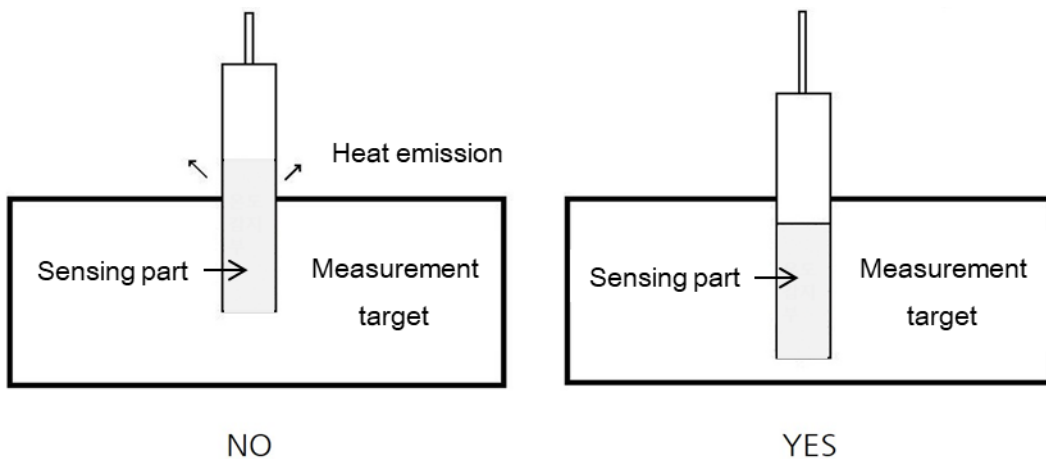 Heat emission
Sensing part
Measurement
target
Sensing part
Measurement
target
NO
YES